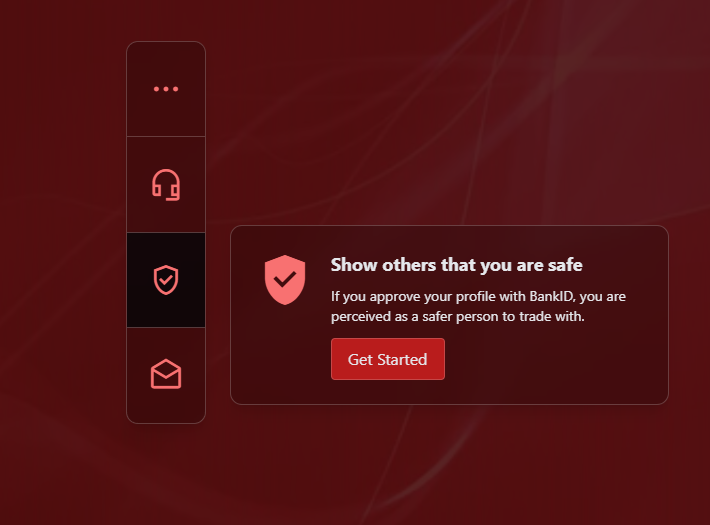 Show others that you are safe
If you approve your profile with BankID, you are
perceived as a safer person to trade with.
Get Started